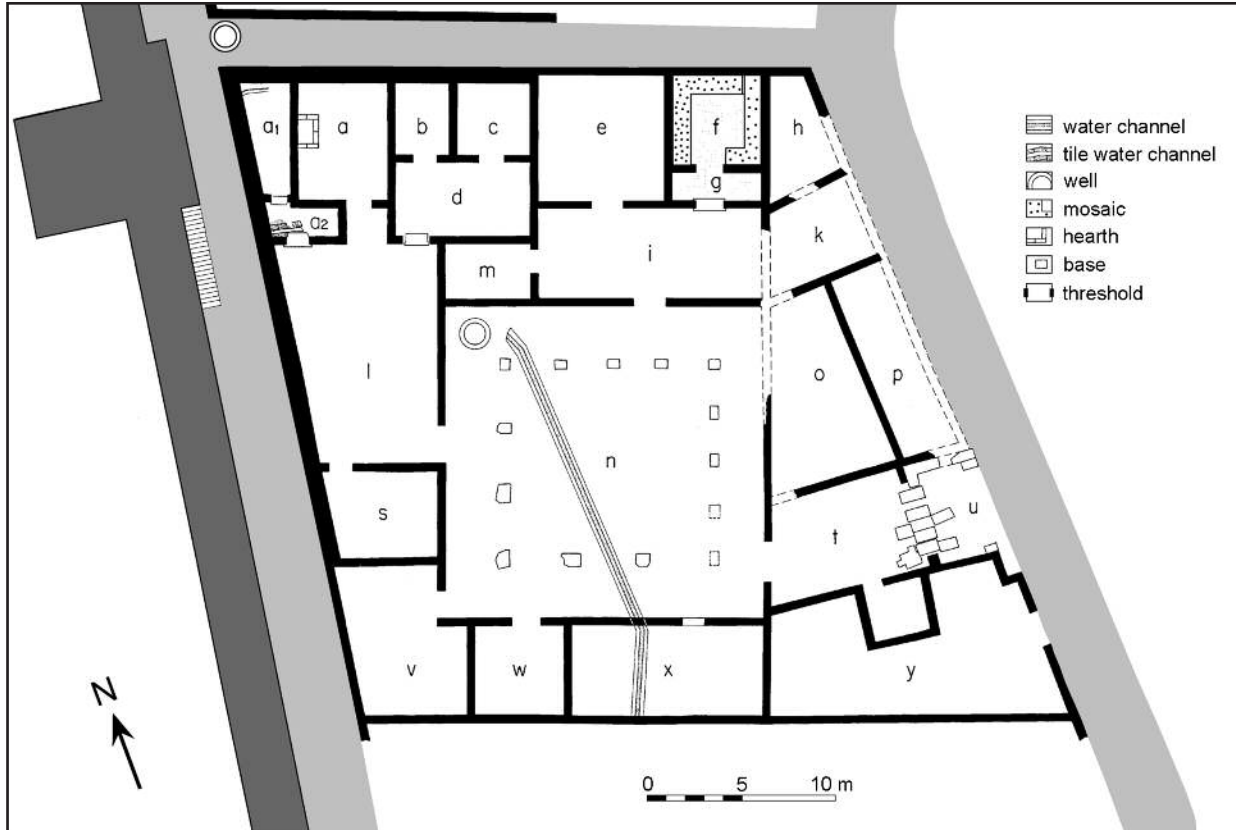 a1
a
b
c
e
f
h
g
a2
d
k
m
i
l
o
p
n
s
u
t
v
w
x
y
water channel
tile water channel
well
mosaic
hearth
base
threshold
N
0 5 10 m